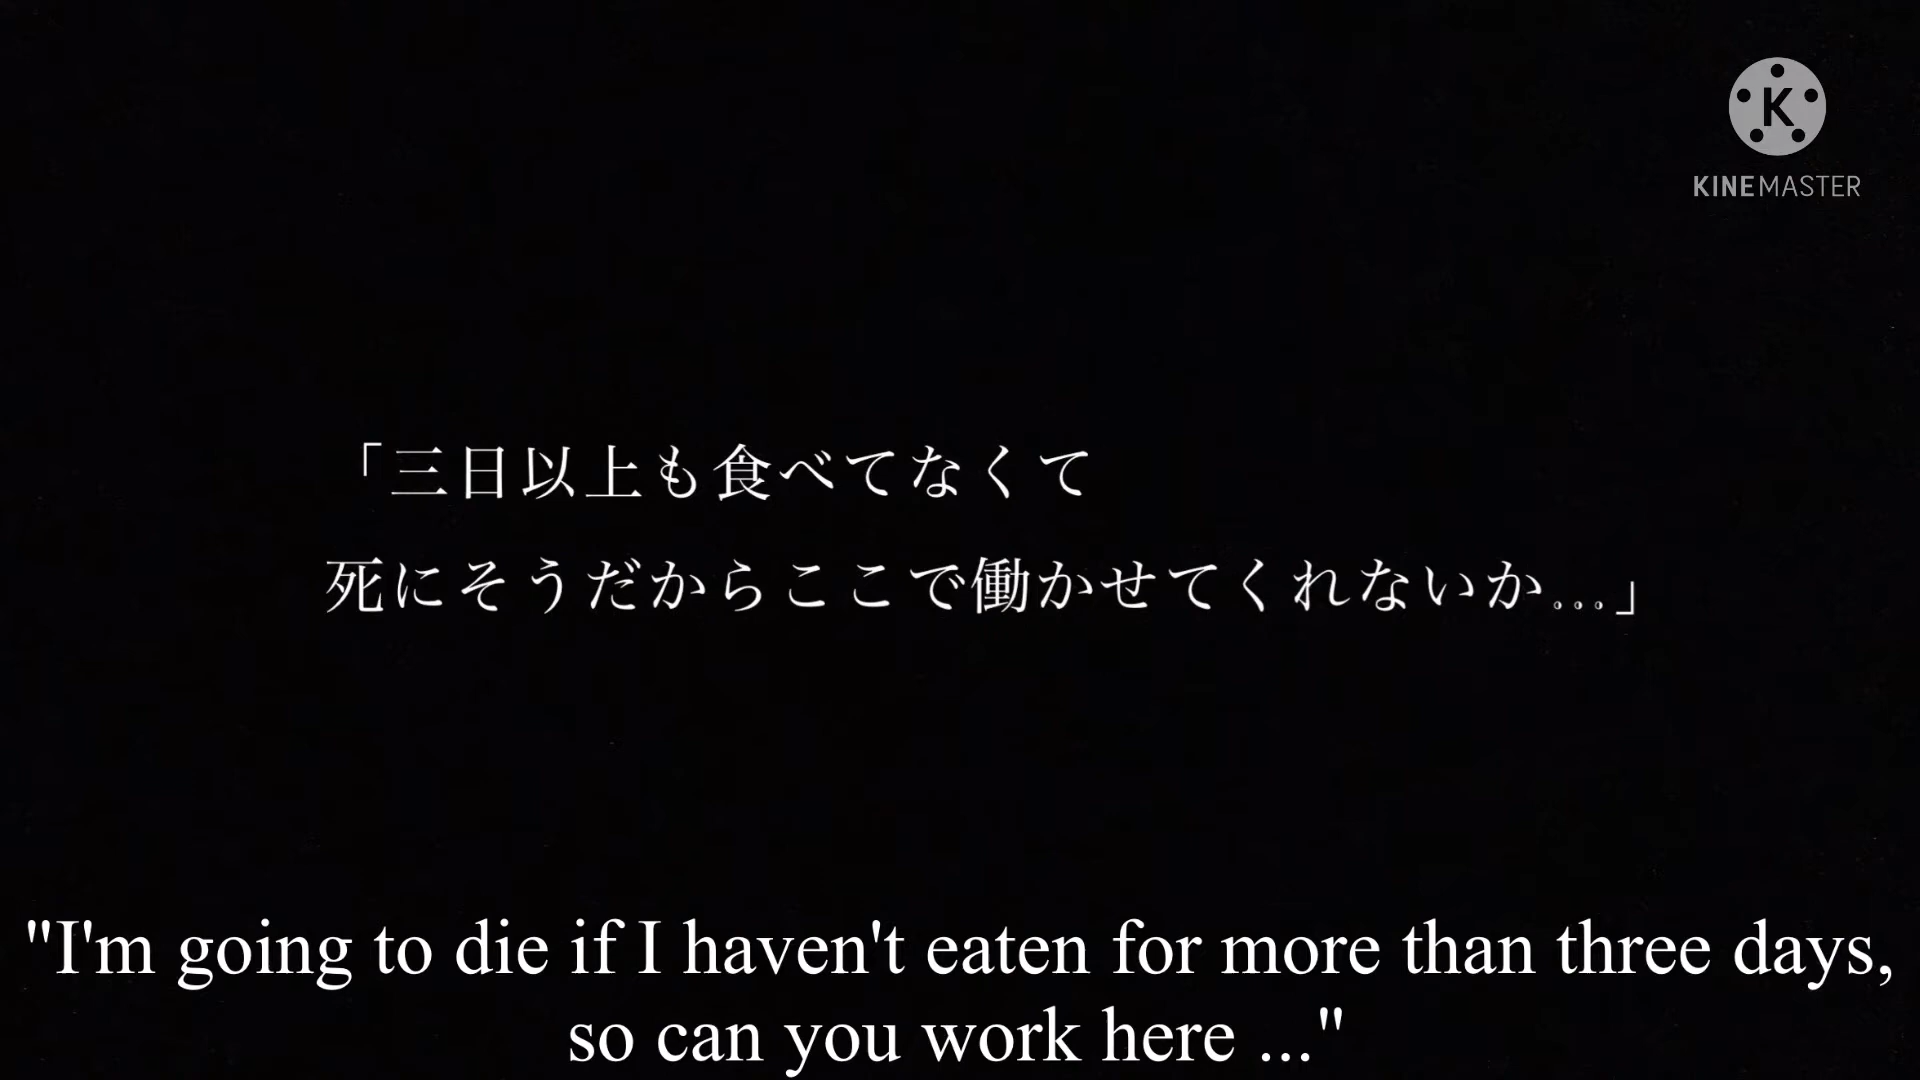 K
KINEMASTER
「三日以上も食べてなくて
死にそうだからここで働かせてくれないか...」
"I'm going to die if I haven't eaten for more than three days,
so can you work here ..."